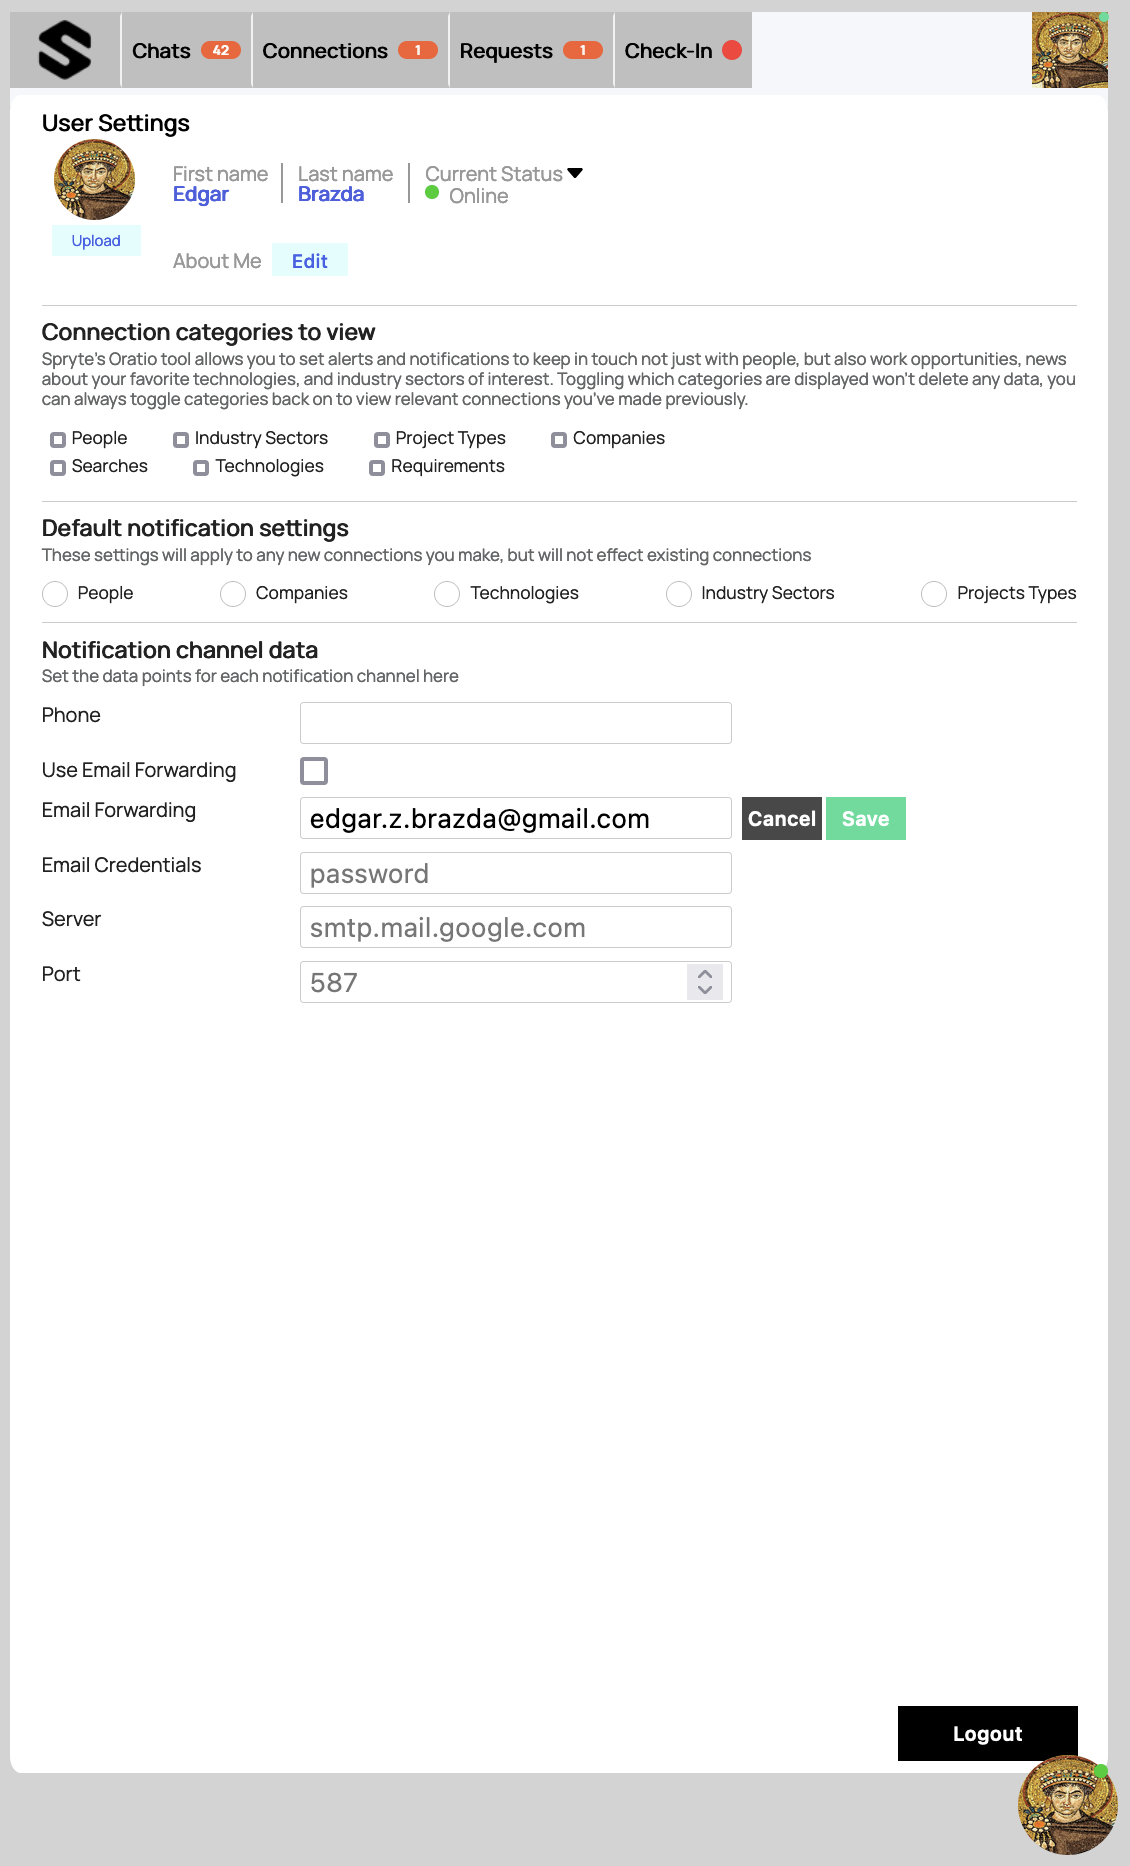 S
Chats 42 Connections 1 Requests 1 Check-In
User Settings
First name Last name Current Status
Edgar Brazda Online
Upload
About Me Edit
Connection categories to view
Spryte's Oratio tool allows you to set alerts and notifications to keep in touch not just with people, but also work opportunities, news
about your favorite technologies, and industry sectors of interest. Toggling which categories are displayed won't delete any data, you
can always toggle categories back on to view relevant connections you've made previously.
People Industry Sectors Project Types Companies
Searches Technologies Requirements
Default notification settings
These settings will apply to any new connections you make, but will not effect existing connections
People Companies Technologies Industry Sectors Projects Types
Notification channel data
Set the data points for each notification channel here
Phone
Use Email Forwarding
Email Forwarding edgar.z.brazda@gmail.com Cancel Save
Email Credentials password
Server smtp.mail.google.com
Port 587
Logout